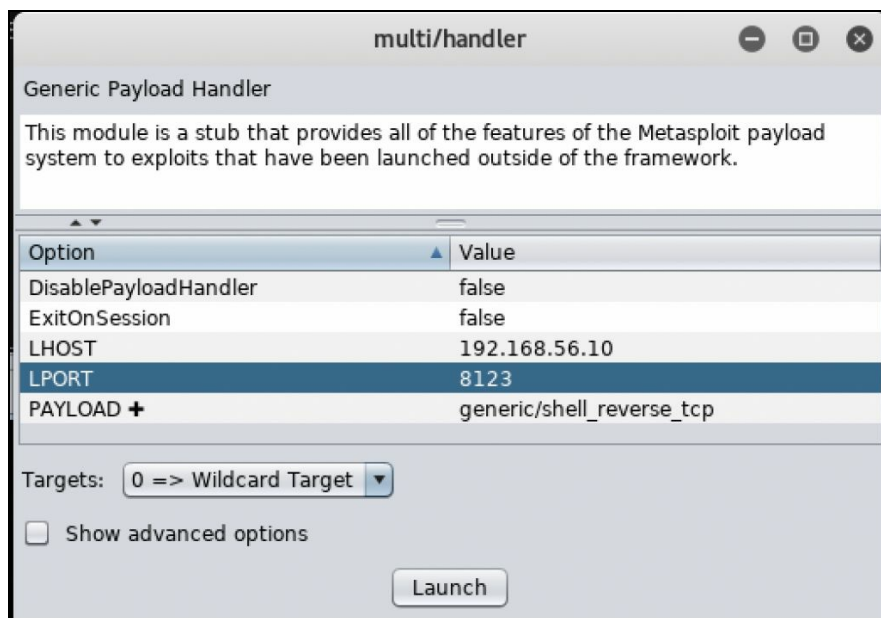 multi/handler
Generic Payload Handler
This module is a stub that provides all of the features of the Metasploit payload
system to exploits that have been launched outside of the framework.
Option Value
DisablePayloadHandler false
ExitOnSession false
LHOST 192.168.56.10
LPORT 8123
PAYLOAD ✚ generic/shell_reverse_tcp
Targets: 0 => Wildcard Target
Show advanced options
Launch